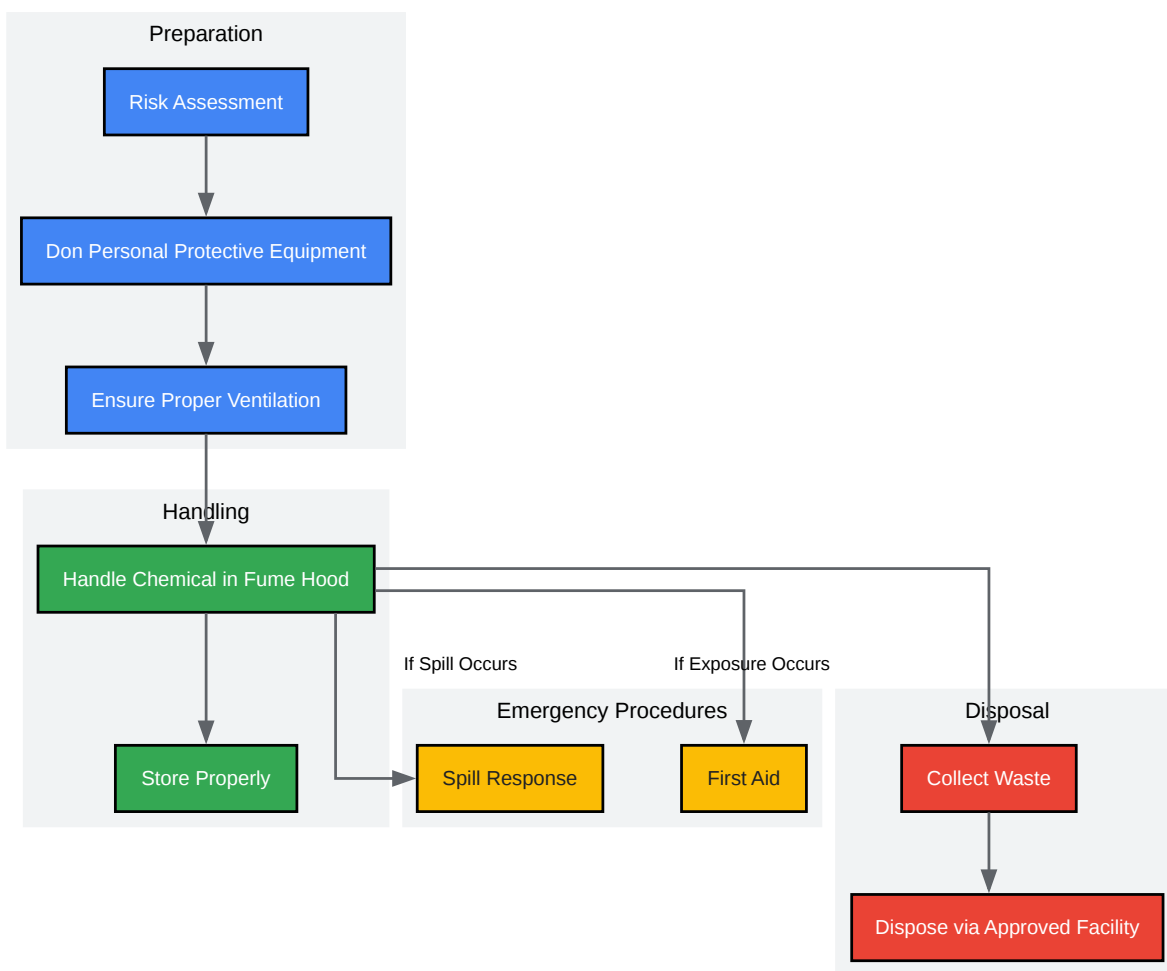 Preparation
Risk Assessment
Don Personal Protective Equipment
Ensure Proper Ventilation
Handling
Handle Chemical in Fume Hood
If Spill Occurs
If Exposure Occurs
Emergency Procedures
Disposal
Store Properly
Spill Response
First Aid
Collect Waste
Dispose via Approved Facility